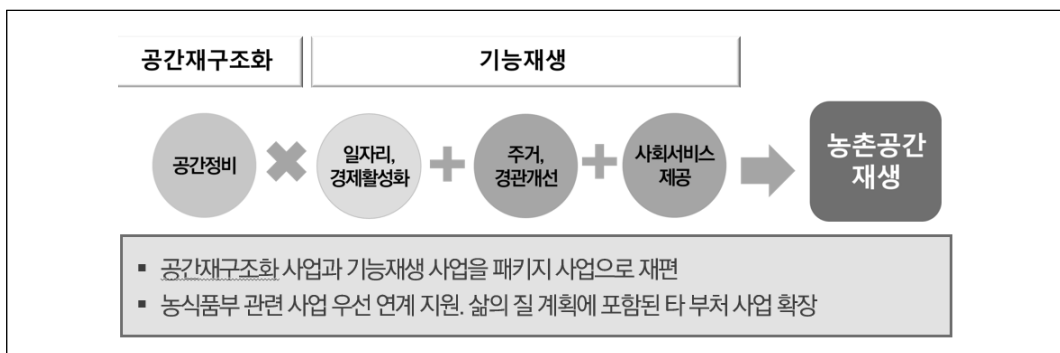 공간재구조화
기능재생
공간정비
일자리,
경제활성화
주거,
경관개선
사회서비스
제공
농촌공간
재생
▪ 공간재구조화 사업과 기능재생 사업을 패키지 사업으로 재편
▪ 농식품부 관련 사업 우선 연계 지원. 삶의 질 계획에 포함된 타 부처 사업 확장